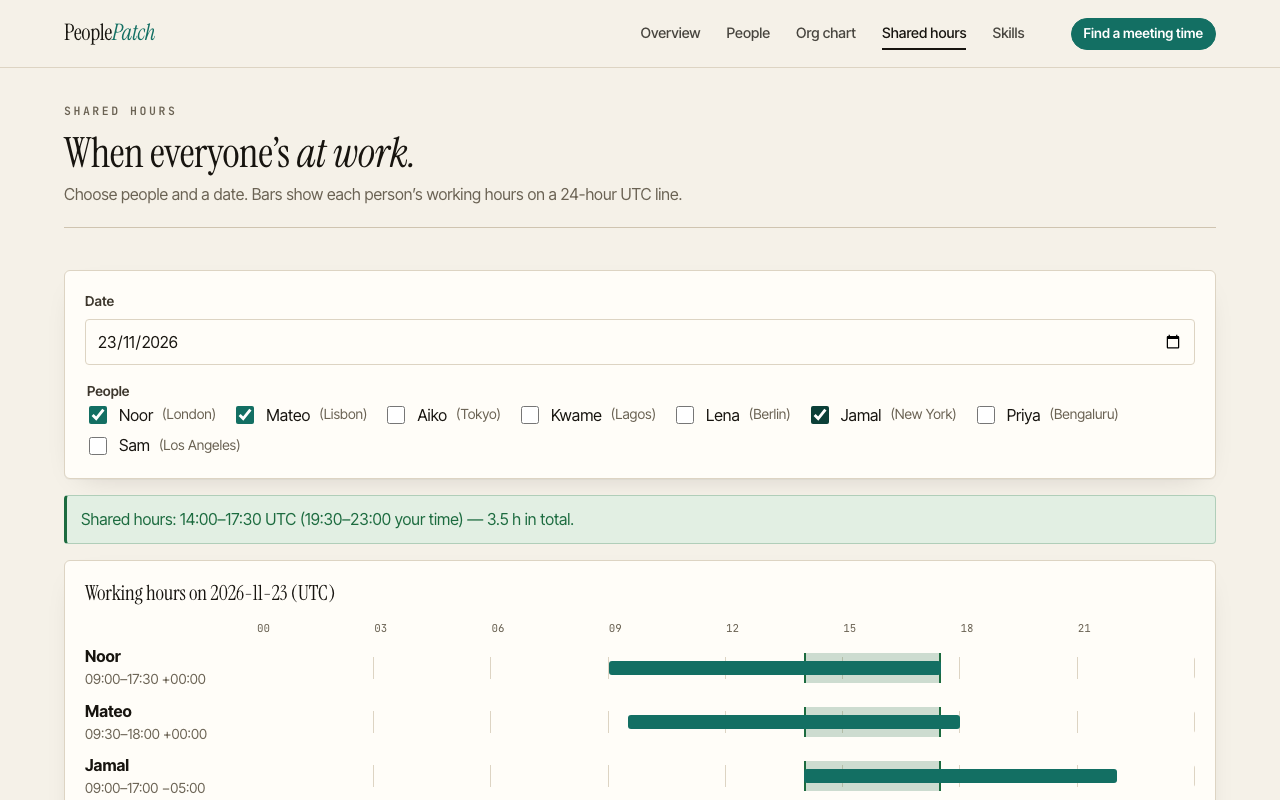 PeoplePatch
Overview People Org chart Shared hours Skills Find a meeting time
SHARED HOURS
When everyone’s at work.
Choose people and a date. Bars show each person’s working hours on a 24-hour UTC line.
Date
23/11/2026
People
Noor (London) Mateo (Lisbon) Aiko (Tokyo) Kwame (Lagos) Lena (Berlin) Jamal (New York) Priya (Bengaluru)
Sam (Los Angeles)
Shared hours: 14:00–17:30 UTC (19:30–23:00 your time) — 3.5 h in total.
Working hours on 2026-11-23 (UTC)
00 03 06 09 12 15 18 21
Noor
09:00–17:30 +00:00
Mateo
09:30–18:00 +00:00
Jamal
09:00–17:00 −05:00